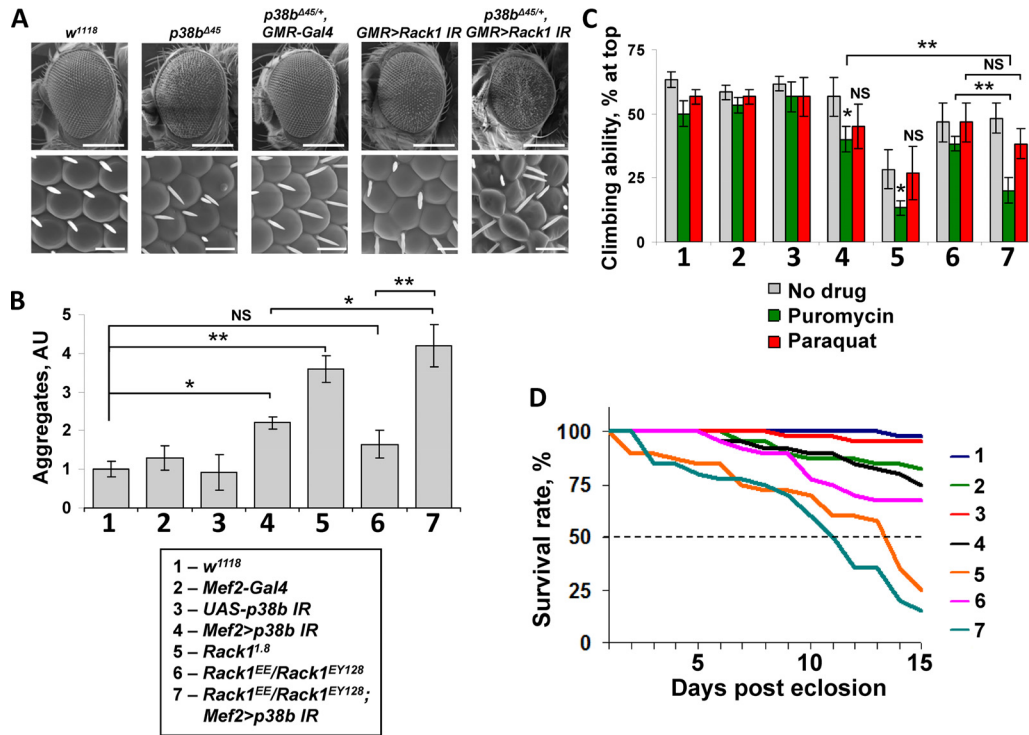 A
w1118
p38bΔ45
p38bΔ45/+,
GMR-Gal4
GMR>Rack1 IR
p38bΔ45/+,
GMR>Rack1 IR
B
Aggregates, AU
5
4
3
2
1
0
NS
**
*
*
**
1 2 3 4 5 6 7
1 – w1118
2 – Mef2-Gal4
3 – UAS-p38b IR
4 – Mef2>p38b IR
5 – Rack11.8
6 – Rack1EE/Rack1EY128
7 – Rack1EE/Rack1EY128;
Mef2>p38b IR
C
Climbing ability, % at top
75
50
25
0
**
NS
**
* NS
* NS
1 2 3 4 5 6 7
No drug
Puromycin
Paraquat
D
Survival rate, %
100
75
50
25
0
5 10 15
Days post eclosion
1
2
3
4
5
6
7